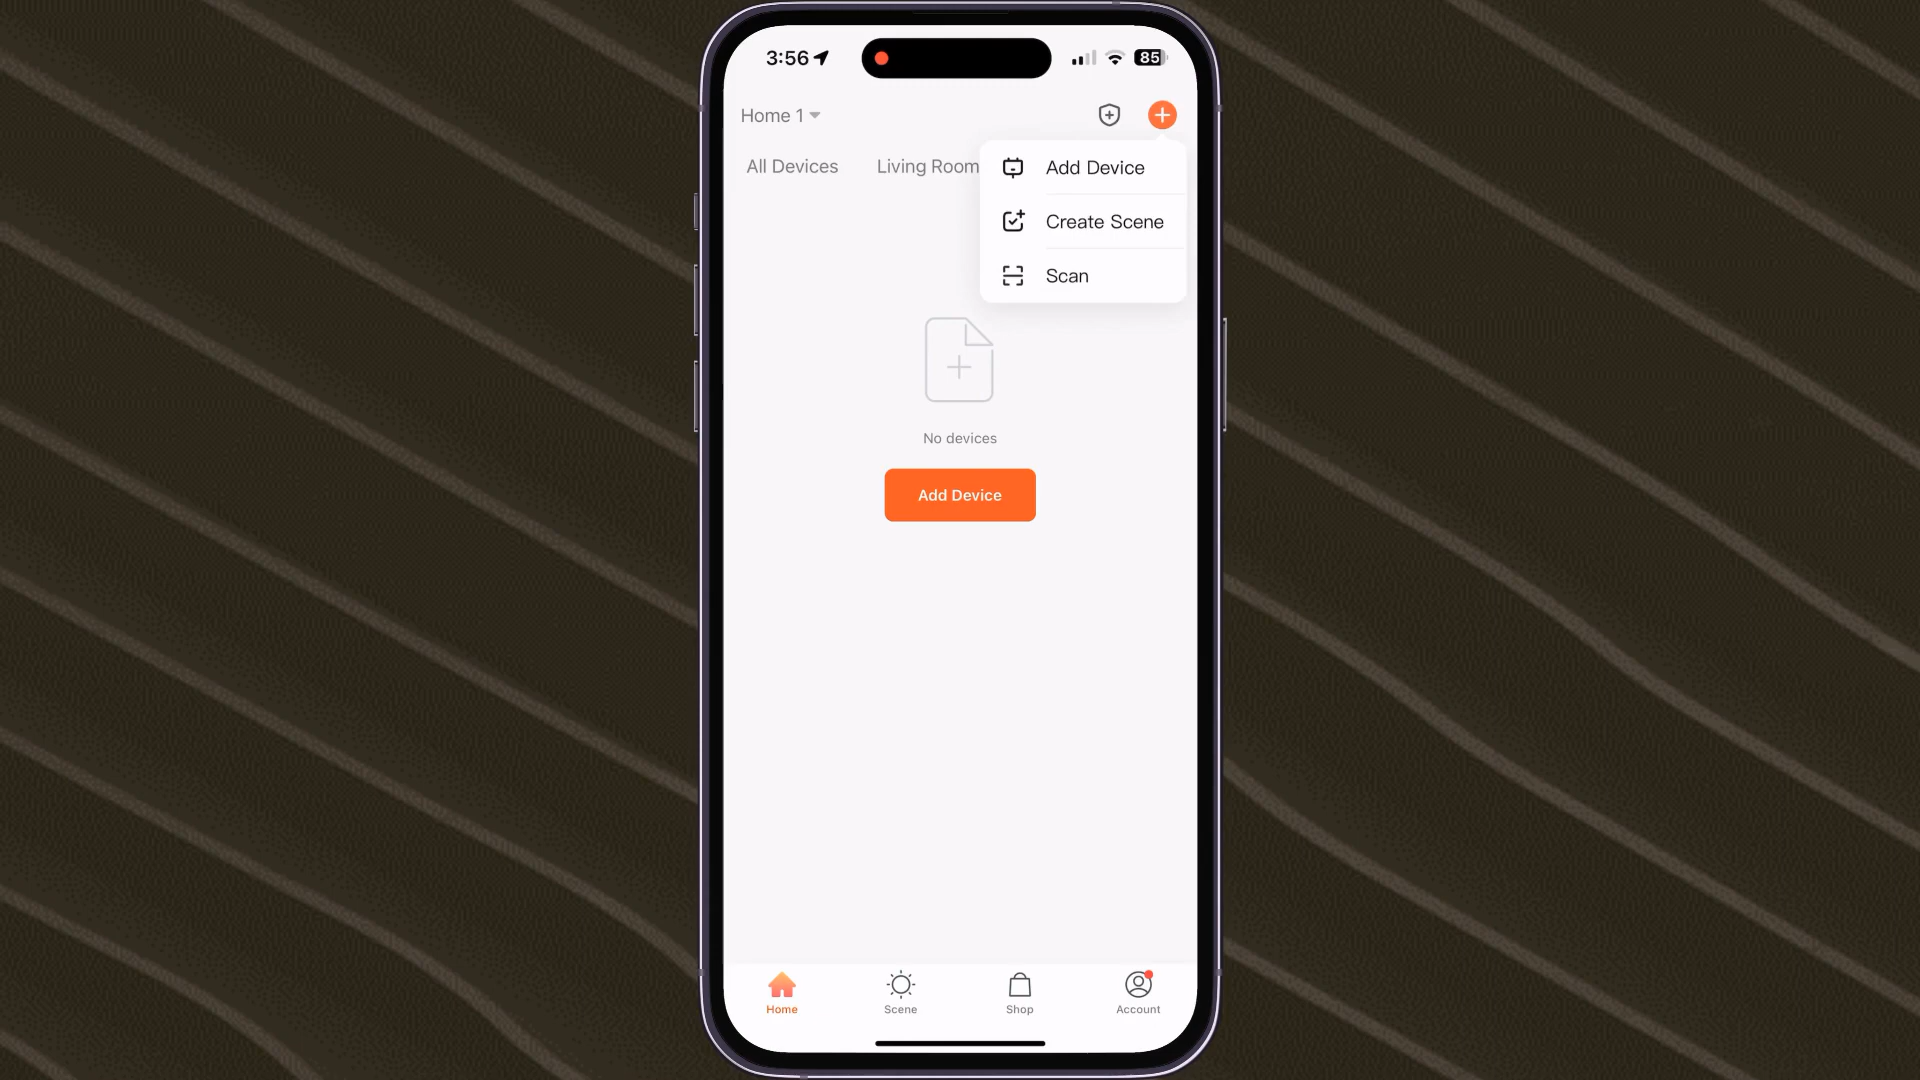 3:56
85
Home 1
All Devices
Living Room
Add Device
Create Scene
Scan
No devices
Add Device
Home
Scene
Shop
Account